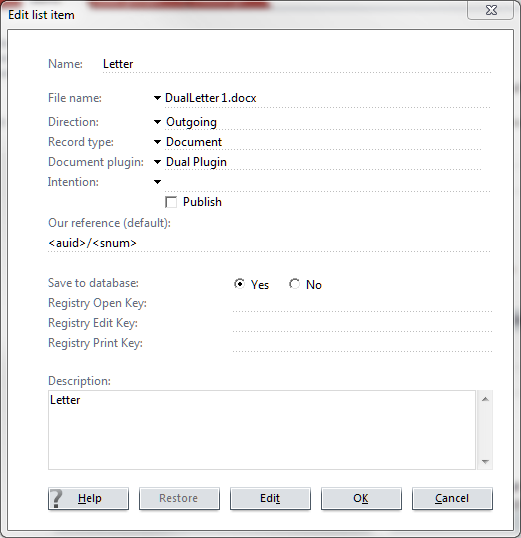 Edit list item
Name: Letter
File name: DualLetter1.docx
Direction: Outgoing
Record type: Document
Document plugin: Dual Plugin
Intention:
Publish
Our reference (default):
<auid>/<snum>
Save to database: Yes No
Registry Open Key:
Registry Edit Key:
Registry Print Key:
Description:
Letter
? Help Restore Edit OK Cancel